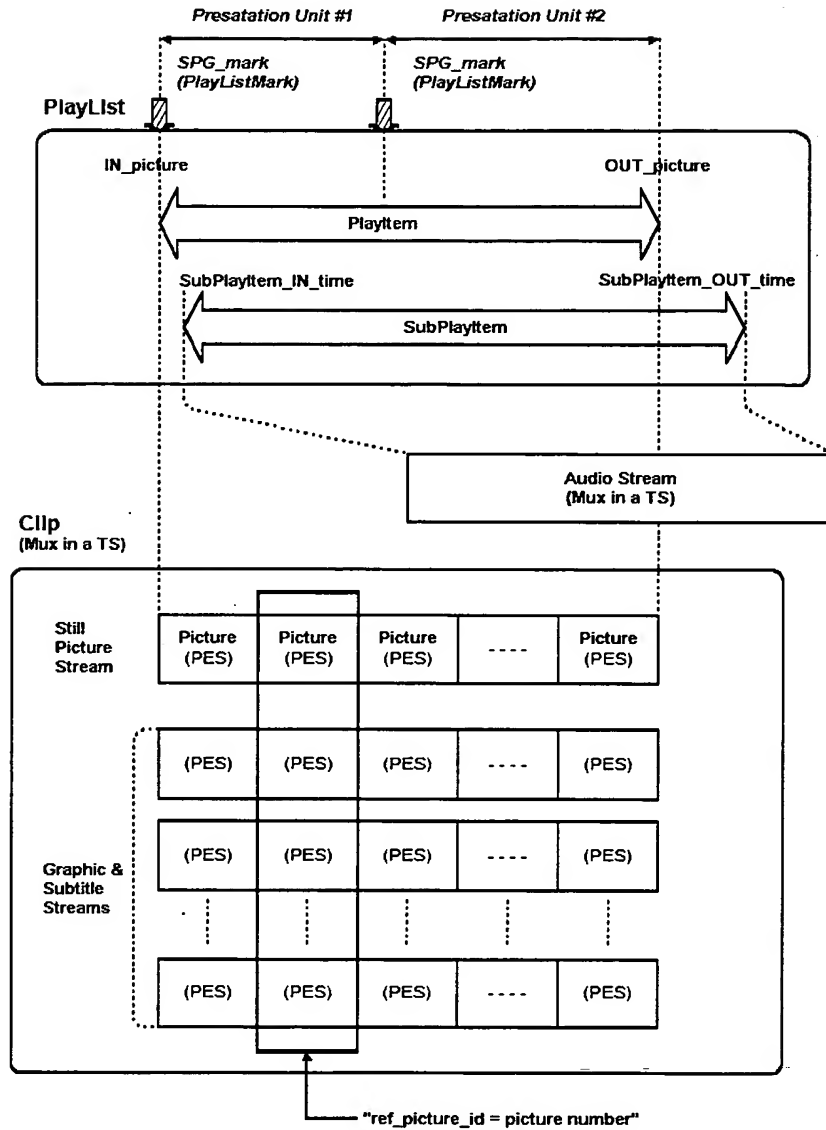 Presatation Unit #1
Presatation Unit #2
SPG_mark
(PlayListMark)
SPG_mark
(PlayListMark)
PlayList
IN_picture
OUT_picture
PlayItem
SubPlayItem_IN_time
SubPlayItem_OUT_time
SubPlayItem
Audio Stream
(Mux in a TS)
Clip
(Mux in a TS)
Still
Picture
Stream
Picture
(PES)
Picture
(PES)
Picture
(PES)
----
Picture
(PES)
(PES)
(PES)
(PES)
----
(PES)
Graphic &
Subtitle
Streams
(PES)
(PES)
(PES)
----
(PES)
(PES)
(PES)
(PES)
----
(PES)
"ref_picture_id = picture number"